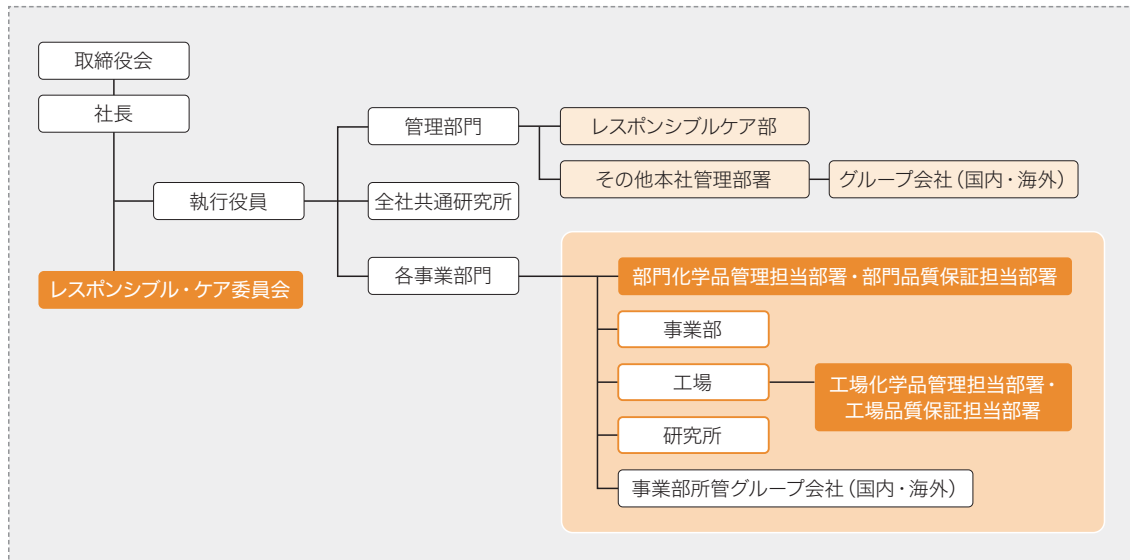 取締役会
社長
執行役員
レスポンシブル・ケア委員会
管理部門
レスポンシブルケア部
その他本社管理部署
グループ会社（国内・海外）
全社共通研究所
各事業部門
部門化学品管理担当部署・部門品質保証担当部署
事業部
工場
工場化学品管理担当部署・
工場品質保証担当部署
研究所
事業部所管グループ会社（国内・海外）